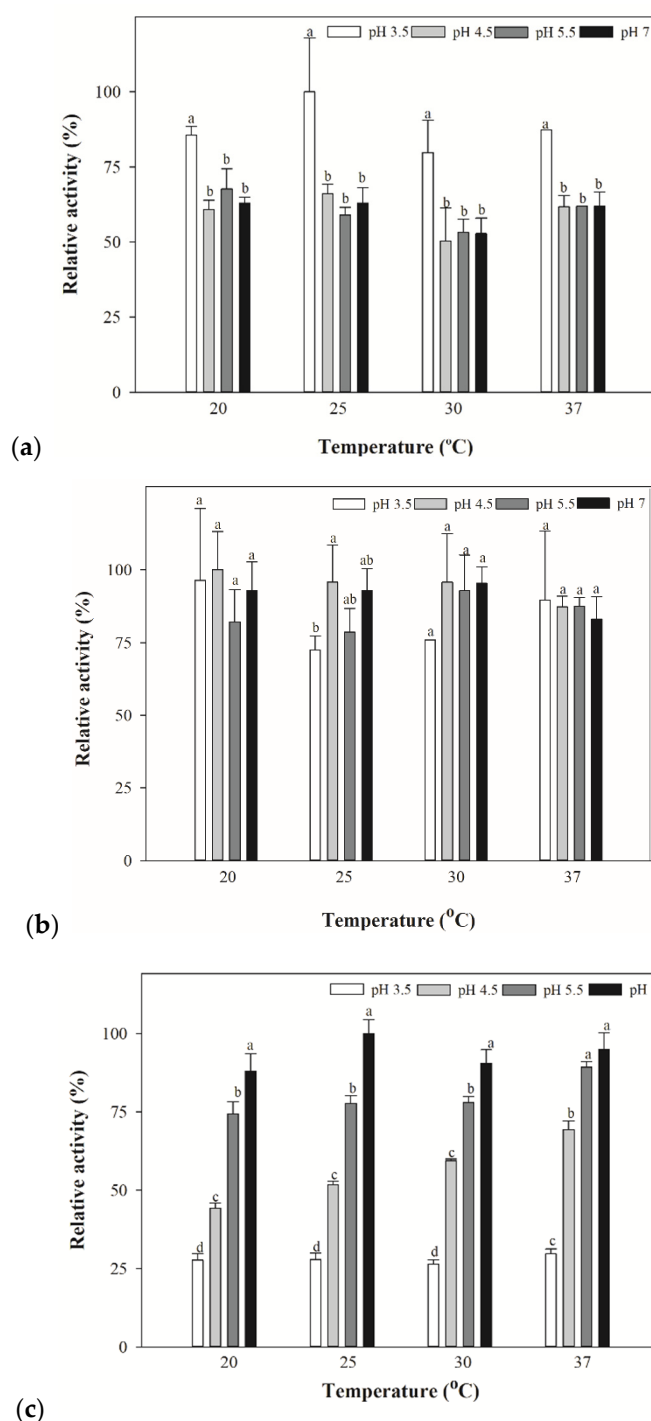 pH 3.5 pH 4.5 pH 5.5 pH 7
a a a a
b b b b b b b b b b b b
100
75
50
25
0
Relative activity (%)
20 25 30 37
Temperature (ºC)
(a)
pH 3.5 pH 4.5 pH 5.5 pH 7
a a a a b a ab ab a a a a a a a a
100
75
50
25
0
Relative activity (%)
20 25 30 37
Temperature (ºC)
(b)
pH 3.5 pH 4.5 pH 5.5 pH
d c b a d c b a d c b a c b a a
100
75
50
25
0
Relative activity (%)
20 25 30 37
Temperature (ºC)
(c)